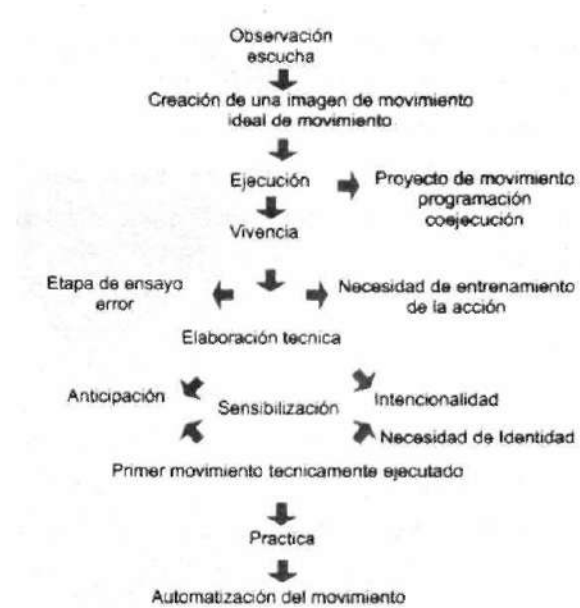 Observación
escucha
Creación de una imagen de movimiento
ideal de movimiento
Ejecución
Proyecto de movimiento
programación
coejecución
Vivencia
Etapa de ensayo
error
Necesidad de entrenamiento
de la acción
Elaboración tecnica
Anticipación
Sensibilización
Intencionalidad
Necesidad de Identidad
Primer movimiento tecnicamente ejecutado
Practica
Automatización del movimiento